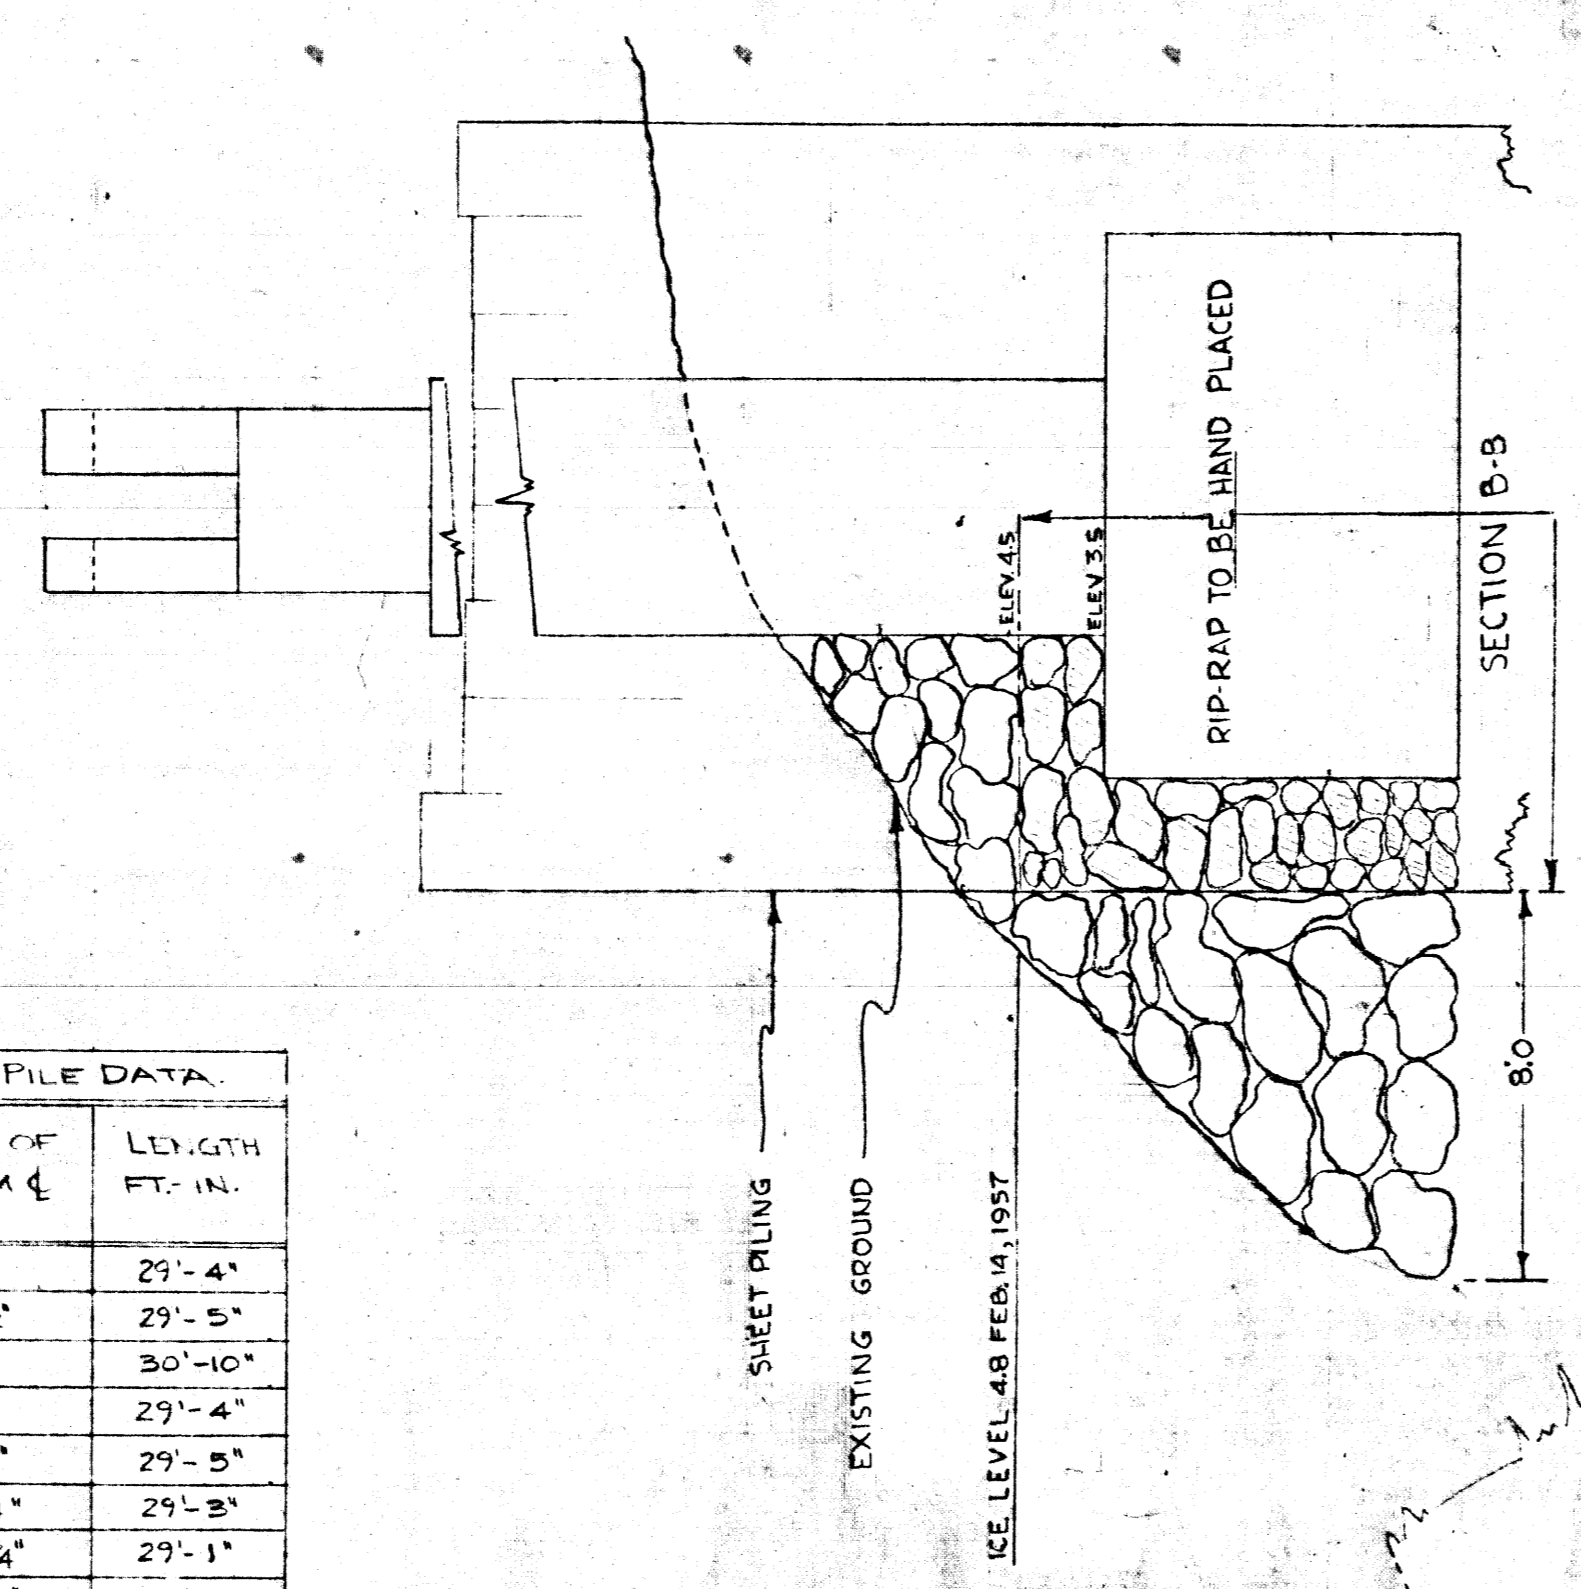 RIP-RAP TO BE HAND PLACED
SECTION B-B
ELEV 4.5
ELEV 3.5
8'.0
SHEET PILING
EXISTING GROUND
ICE LEVEL 4.8 FEB. 14, 1957
PILE DATA.
OF
LENGTH
℄
FT.-IN.
29'-4"
29'-5"
30'-10"
29'-4"
29'-5"
29'-3"
4"
29'-1"